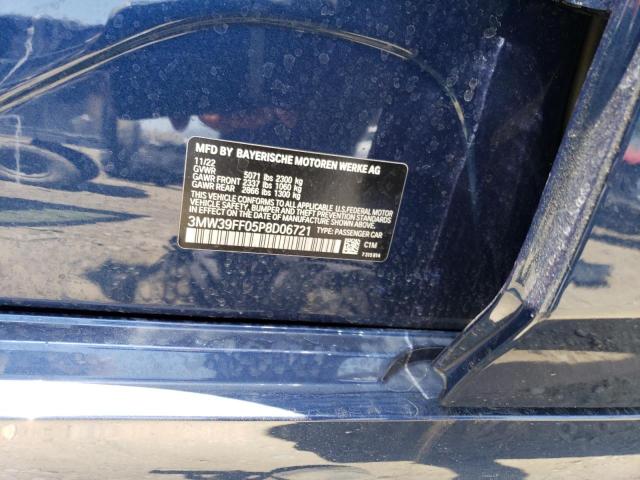 MFD BY BAYERISCHE MOTOREN WERKE AG
11/22
GVWR 5071 lbs 2300 kg
GAWR FRONT 2337 lbs 1060 kg
GAWR REAR 2866 lbs 1300 kg
THIS VEHICLE CONFORMS TO ALL APPLICABLE U.S.FEDERAL MOTOR
VEHICLE SAFETY, BUMPER AND THEFT PREVENTION STANDARDS
IN EFFECT ON THE DATE OF MANUFACTURE SHOWN ABOVE.
3MW39FF05P8D06721 TYPE: PASSENGER CAR
C1M